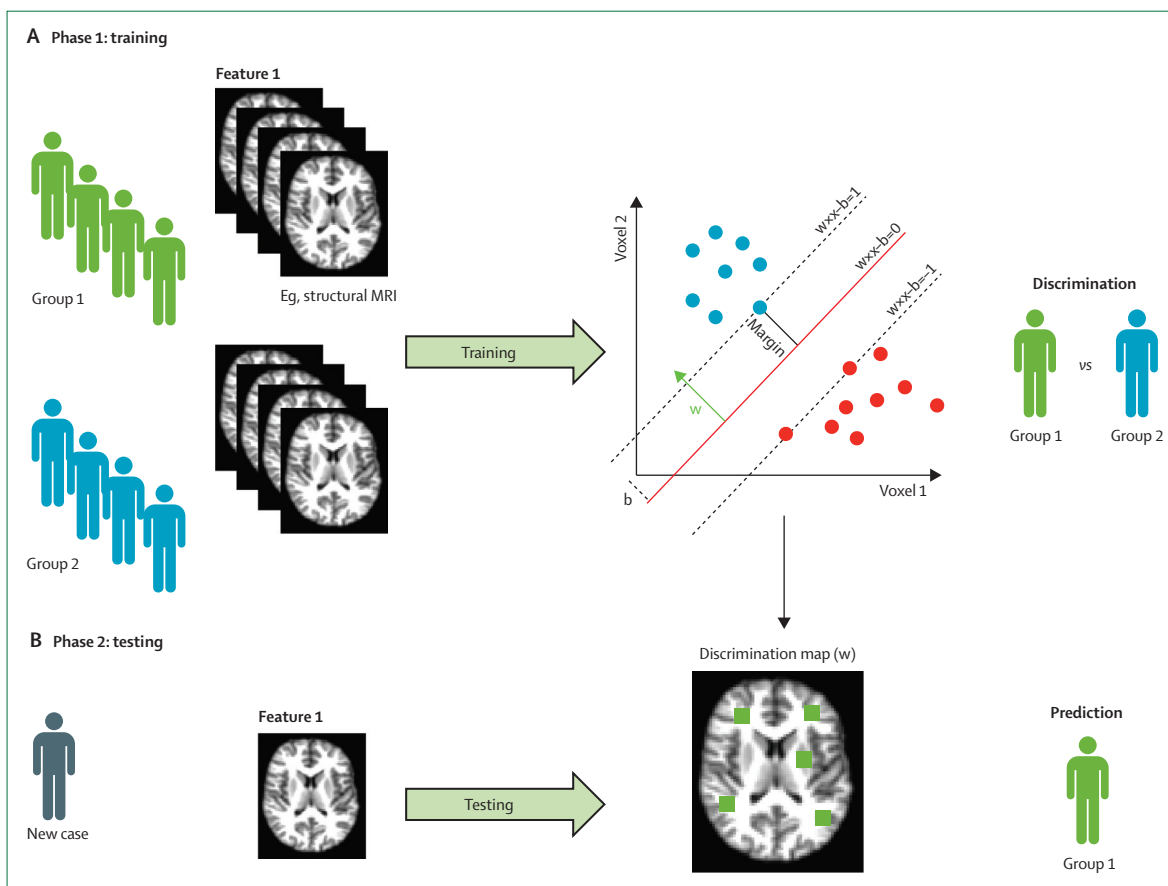 A Phase 1: training
Feature 1
Group 1
Eg, structural MRI
Training
Group 2
Voxel 2
w×x–b=1
w×x–b=0
w×x–b=–1
Margin
w
b
Voxel 1
Discrimination
vs
Group 1
Group 2
B Phase 2: testing
Discrimination map (w)
Feature 1
New case
Testing
Prediction
Group 1